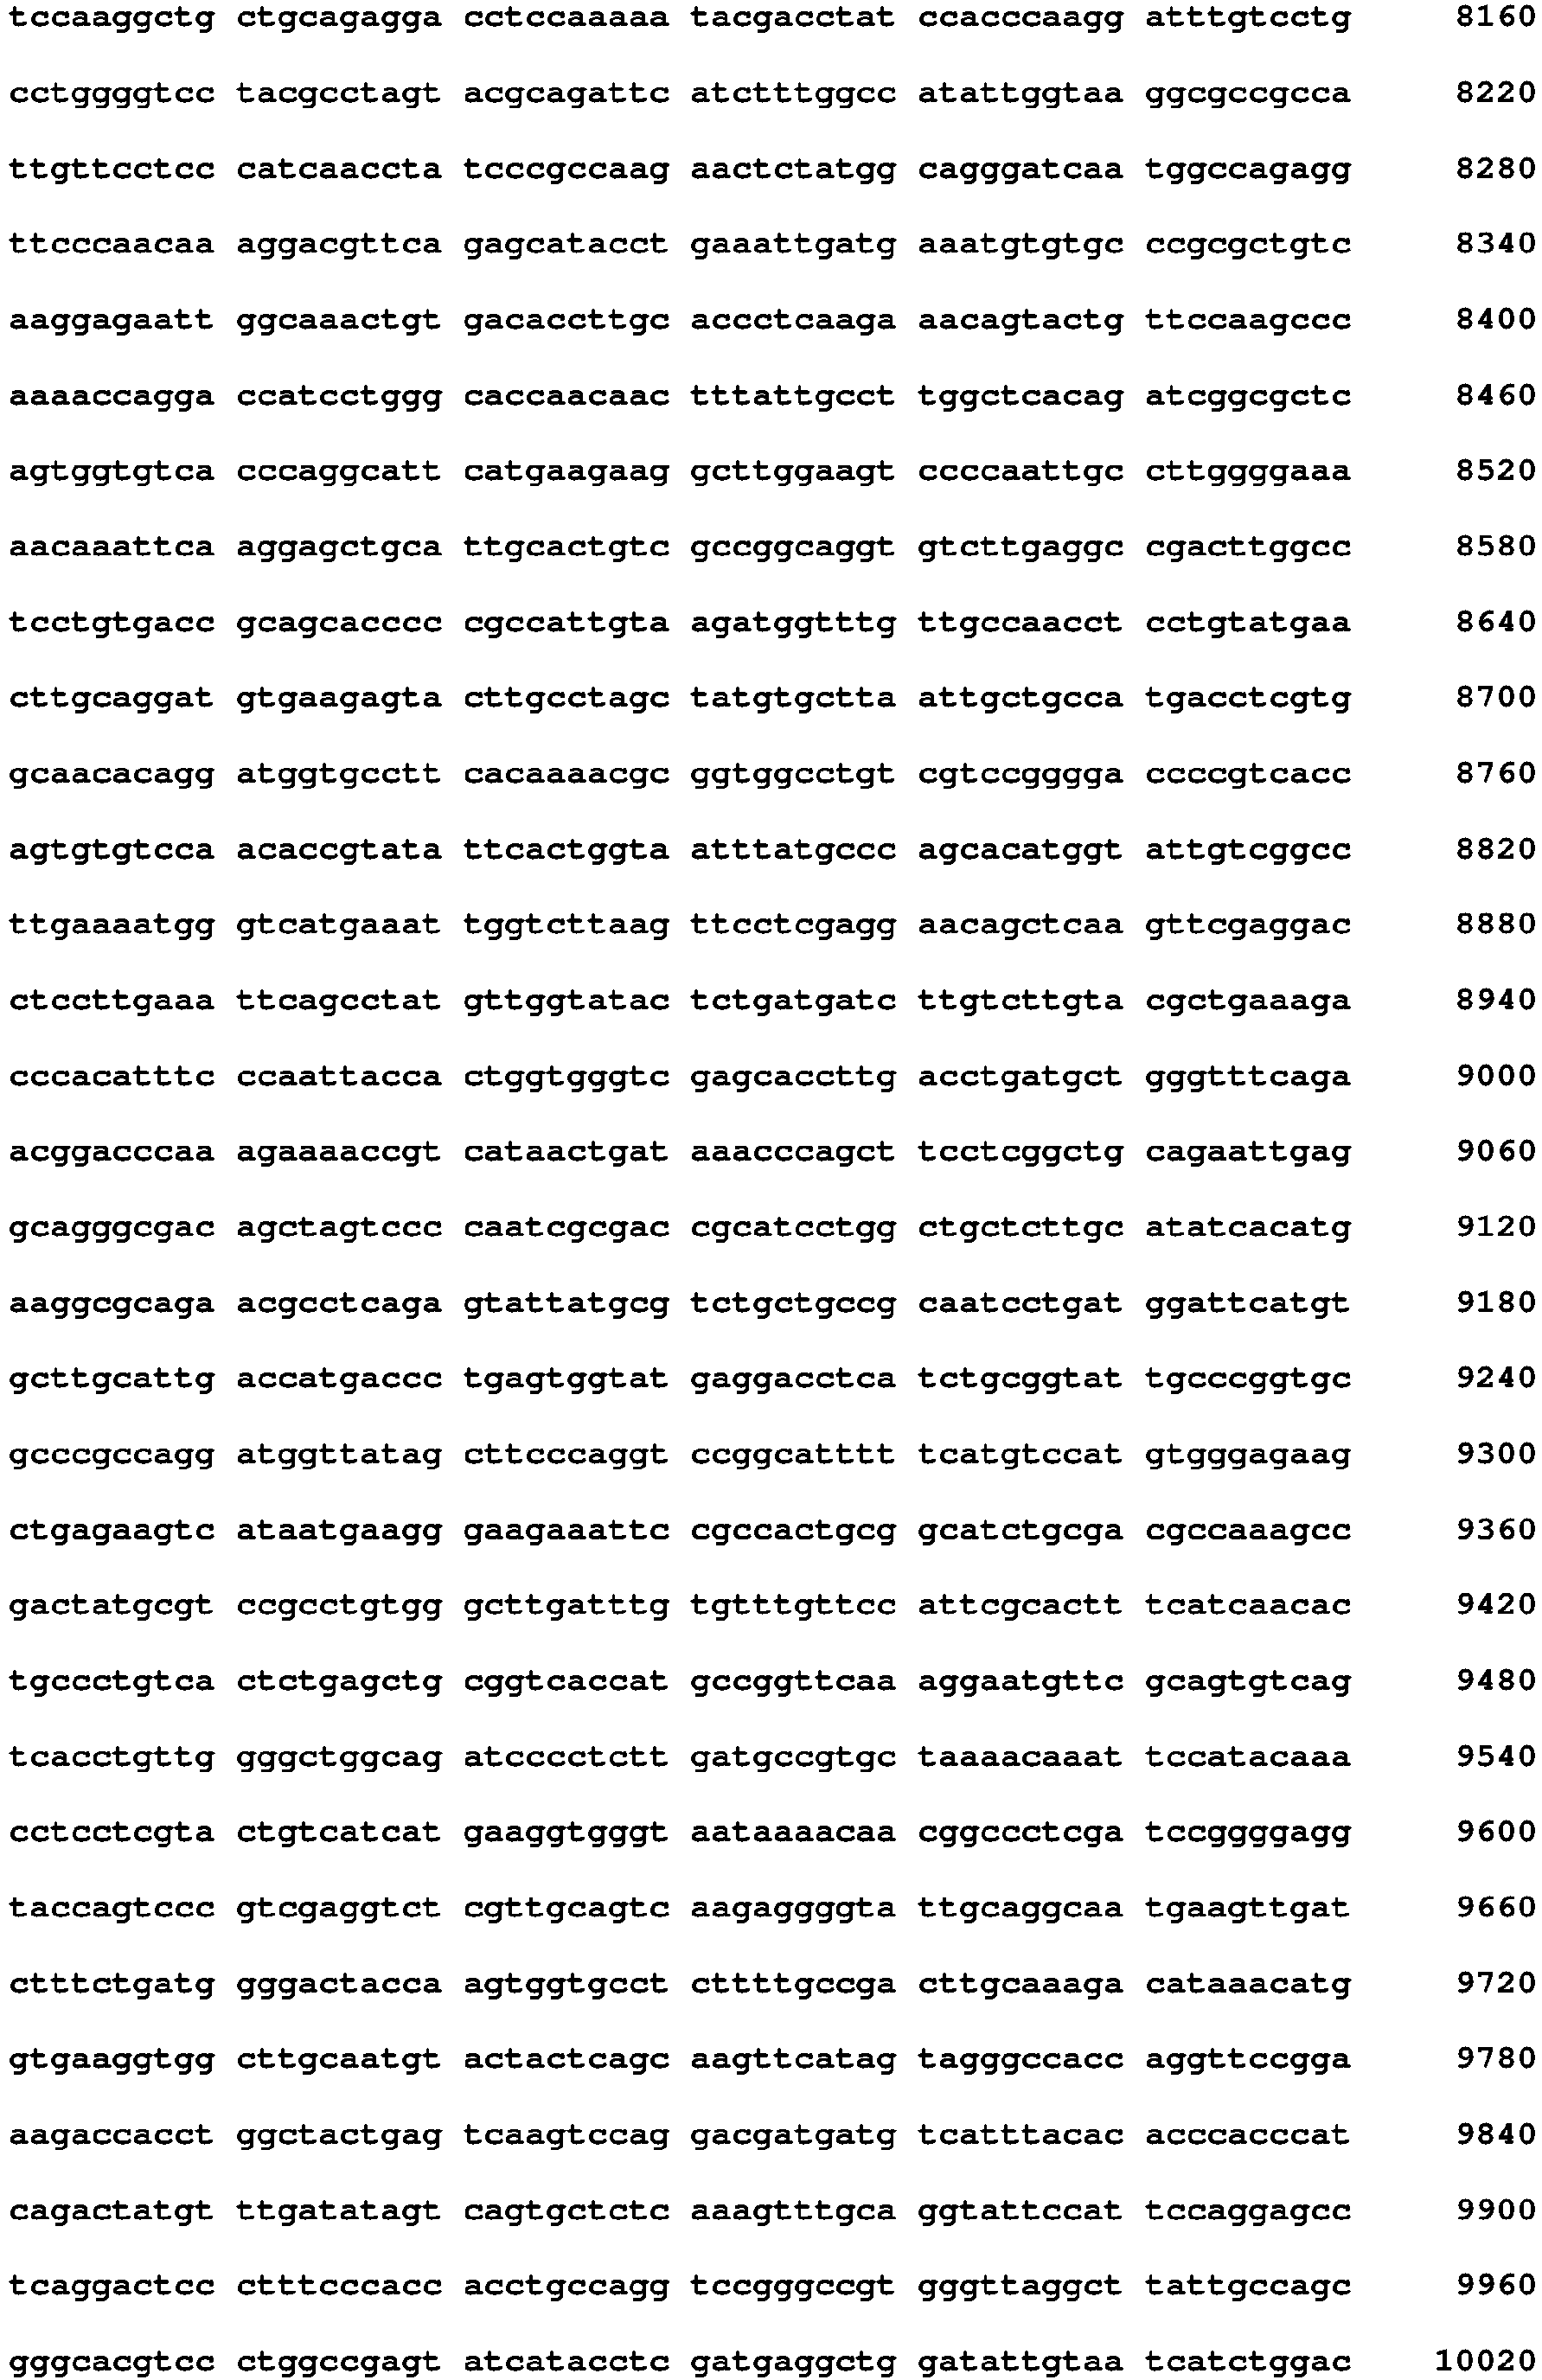 tccaaggctg ctgcagagga cctccaaaaa tacgacctat ccacccaagg atttgtcctg 8160
cctggggtcc tacgcctagt acgcagattc atctttggcc atattggtaa ggcgccgcca 8220
ttgttcctcc catcaaccta tcccgccaag aactctatgg cagggatcaa tggccagagg 8280
ttcccaacaa aggacgttca gagcatacct gaaattgatg aaatgtgtgc ccgcgctgtc 8340
aaggagaatt ggcaaactgt gacaccttgc accctcaaga aacagtactg ttccaagccc 8400
aaaaccagga ccatcctggg caccaacaac tttattgcct tggctcacag atcggcgctc 8460
agtggtgtca cccaggcatt catgaagaag gcttggaagt ccccaattgc cttggggaaa 8520
aacaaattca aggagctgca ttgcactgtc gccggcaggt gtcttgaggc cgacttggcc 8580
tcctgtgacc gcagcacccc cgccattgta agatggtttg ttgccaacct cctgtatgaa 8640
cttgcaggat gtgaagagta cttgcctagc tatgtgctta attgctgcca tgacctcgtg 8700
gcaacacagg atggtgcctt cacaaaacgc ggtggcctgt cgtccgggga ccccgtcacc 8760
agtgtgtcca acaccgtata ttcactggta atttatgccc agcacatggt attgtcggcc 8820
ttgaaaatgg gtcatgaaat tggtcttaag ttcctcgagg aacagctcaa gttcgaggac 8880
ctccttgaaa ttcagcctat gttggtatac tctgatgatc ttgtcttgta cgctgaaaga 8940
cccacatttc ccaattacca ctggtgggtc gagcaccttg acctgatgct gggtttcaga 9000
acggacccaa agaaaaccgt cataactgat aaacccagct tcctcggctg cagaattgag 9060
gcagggcgac agctagtccc caatcgcgac cgcatcctgg ctgctcttgc atatcacatg 9120
aaggcgcaga acgcctcaga gtattatgcg tctgctgccg caatcctgat ggattcatgt 9180
gcttgcattg accatgaccc tgagtggtat gaggacctca tctgcggtat tgcccggtgc 9240
gcccgccagg atggttatag cttcccaggt ccggcatttt tcatgtccat gtgggagaag 9300
ctgagaagtc ataatgaagg gaagaaattc cgccactgcg gcatctgcga cgccaaagcc 9360
gactatgcgt ccgcctgtgg gcttgatttg tgtttgttcc attcgcactt tcatcaacac 9420
tgccctgtca ctctgagctg cggtcaccat gccggttcaa aggaatgttc gcagtgtcag 9480
tcacctgttg gggctggcag atcccctctt gatgccgtgc taaaacaaat tccatacaaa 9540
cctcctcgta ctgtcatcat gaaggtgggt aataaaacaa cggccctcga tccggggagg 9600
taccagtccc gtcgaggtct cgttgcagtc aagaggggta ttgcaggcaa tgaagttgat 9660
ctttctgatg gggactacca agtggtgcct cttttgccga cttgcaaaga cataaacatg 9720
gtgaaggtgg cttgcaatgt actactcagc aagttcatag tagggccacc aggttccgga 9780
aagaccacct ggctactgag tcaagtccag gacgatgatg tcatttacac acccacccat 9840
cagactatgt ttgatatagt cagtgctctc aaagtttgca ggtattccat tccaggagcc 9900
tcaggactcc ctttcccacc acctgccagg tccgggccgt gggttaggct tattgccagc 9960
gggcacgtcc ctggccgagt atcatacctc gatgaggctg gatattgtaa tcatctggac 10020